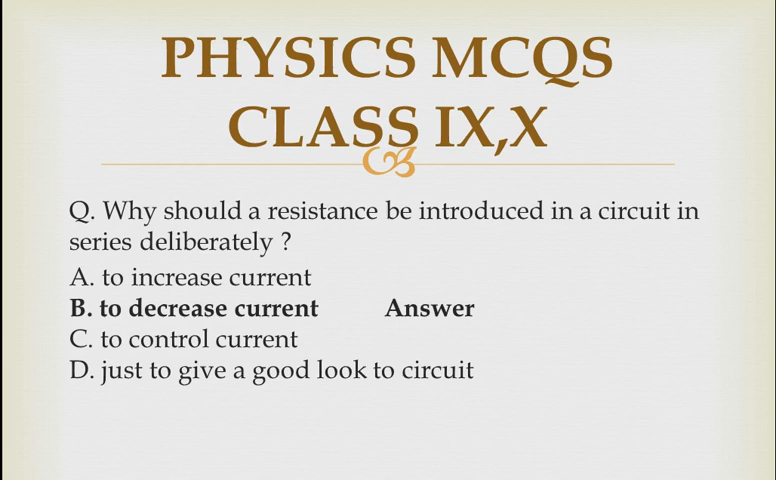 PHYSICS MCQS
CLASS IX,X
Q. Why should a resistance be introduced in a circuit in
series deliberately ?
A. to increase current
B. to decrease current Answer
C. to control current
D. just to give a good look to circuit